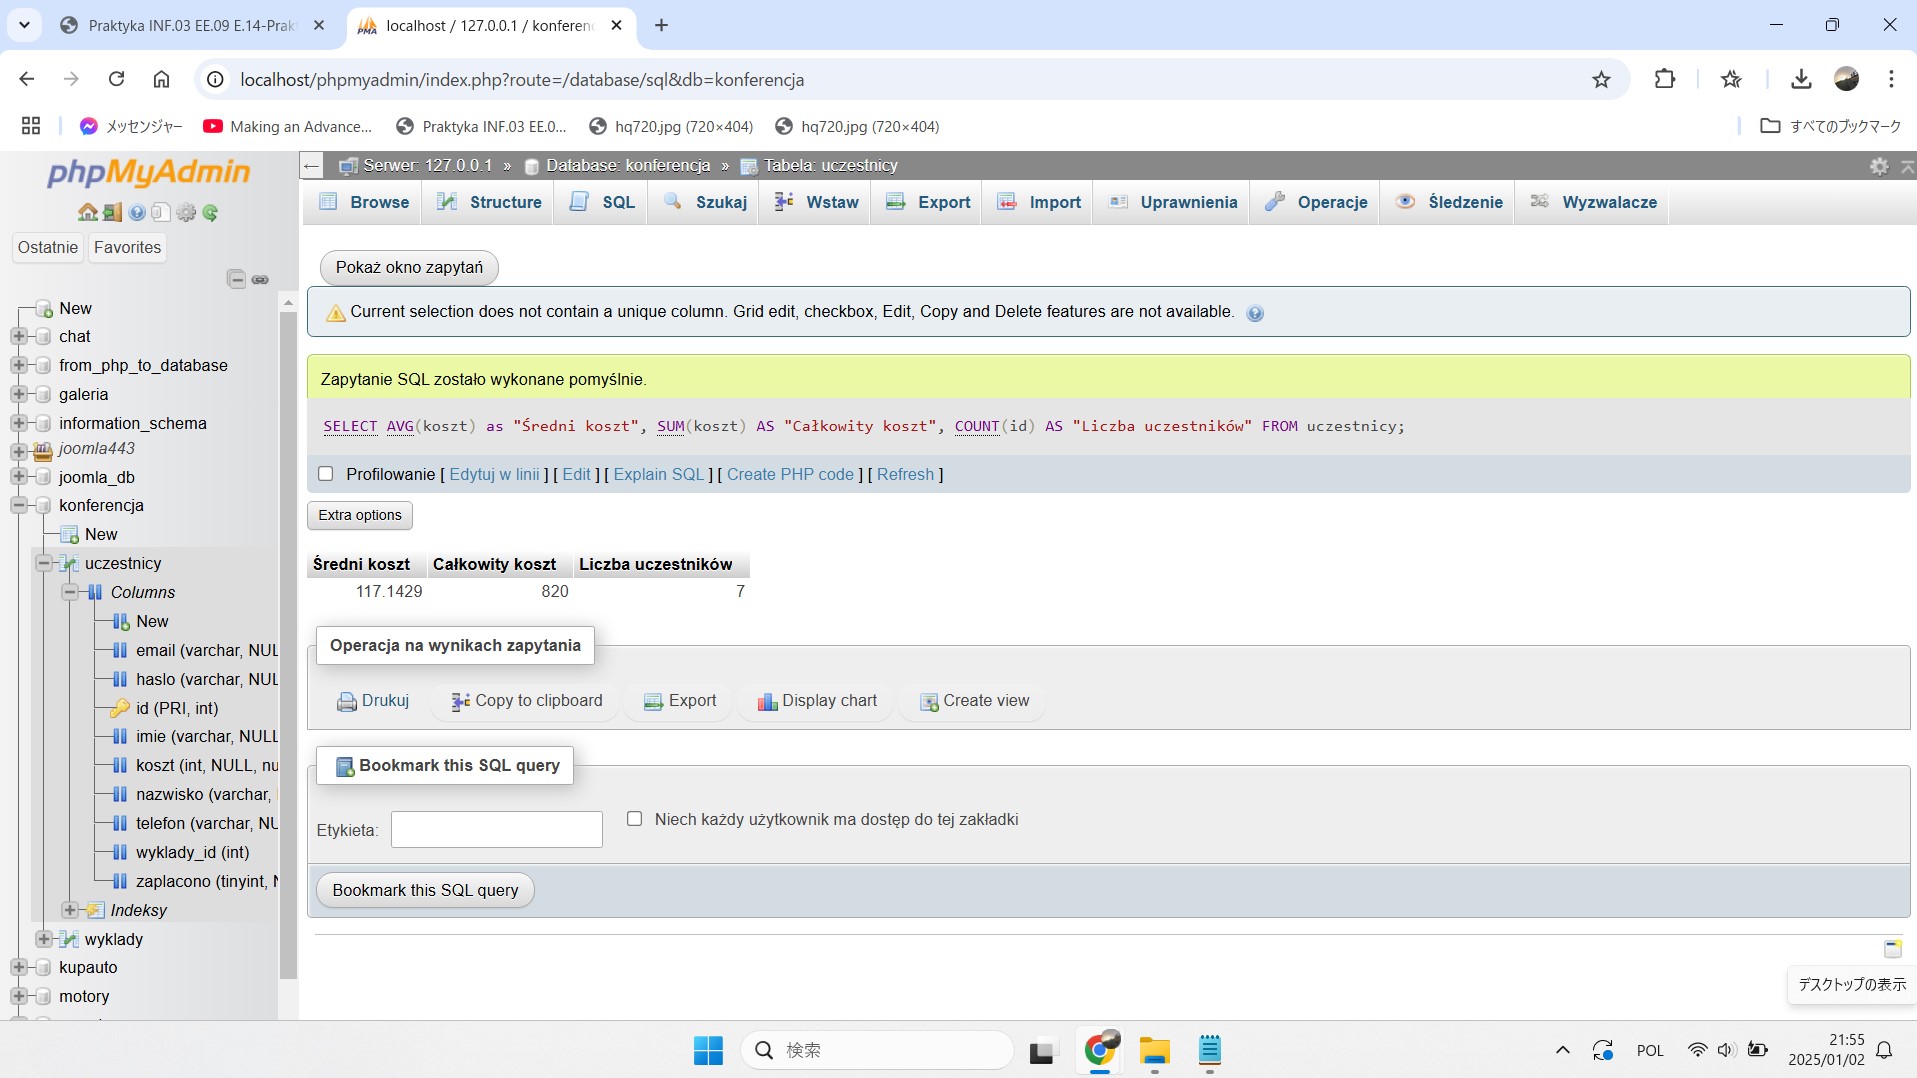 Praktyka INF.03 EE.09 E.14-Prak
localhost / 127.0.0.1 / konferenc
localhost/phpmyadmin/index.php?route=/database/sql&db=konferencja
メッセンジャー
Making an Advance...
Praktyka INF.03 EE.0...
hq720.jpg (720×404)
hq720.jpg (720×404)
すべてのブックマーク
phpMyAdmin
Ostatnie
Favorites
New
chat
from_php_to_database
galeria
information_schema
joomla443
joomla_db
konferencja
New
uczestnicy
Columns
New
email (varchar, NUL
haslo (varchar, NUL
id (PRI, int)
imie (varchar, NULL
koszt (int, NULL, nu
nazwisko (varchar,
telefon (varchar, NU
wyklady_id (int)
zaplacono (tinyint, N
Indeksy
wyklady
kupauto
motory
Serwer: 127.0.0.1 » Database: konferencja » Tabela: uczestnicy
Browse
Structure
SQL
Szukaj
Wstaw
Export
Import
Uprawnienia
Operacje
Śledzenie
Wyzwalacze
Pokaż okno zapytań
Current selection does not contain a unique column. Grid edit, checkbox, Edit, Copy and Delete features are not available.
Zapytanie SQL zostało wykonane pomyślnie.
SELECT AVG(koszt) as "Średni koszt", SUM(koszt) AS "Całkowity koszt", COUNT(id) AS "Liczba uczestników" FROM uczestnicy;
Profilowanie [ Edytuj w linii ] [ Edit ] [ Explain SQL ] [ Create PHP code ] [ Refresh ]
Extra options
Średni koszt Całkowity koszt Liczba uczestników
117.1429 820 7
Operacja na wynikach zapytania
Drukuj
Copy to clipboard
Export
Display chart
Create view
Bookmark this SQL query
Etykieta:
Niech każdy użytkownik ma dostęp do tej zakładki
Bookmark this SQL query
デスクトップの表示
検索
POL
21:55
2025/01/02